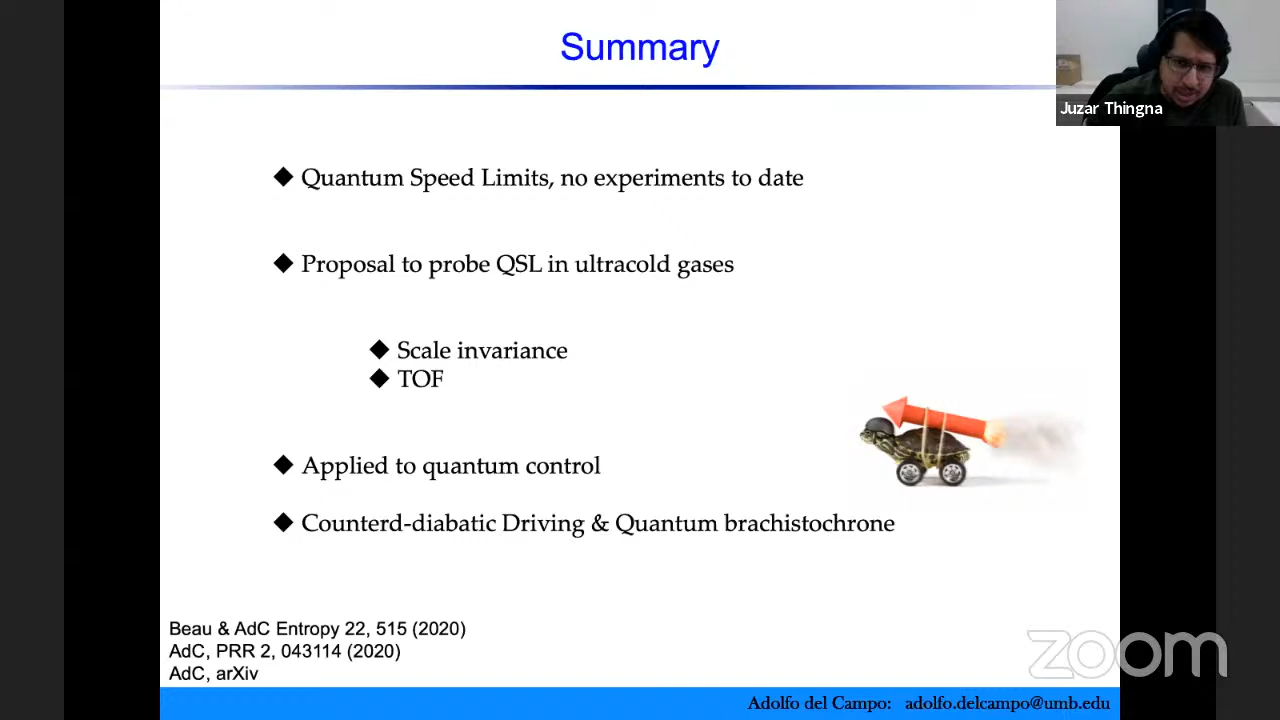 Summary
Juzar Thingna
◆ Quantum Speed Limits, no experiments to date
◆ Proposal to probe QSL in ultracold gases
◆ Scale invariance
◆ TOF
◆ Applied to quantum control
◆ Counterd-diabatic Driving & Quantum brachistochrone
Beau & AdC Entropy 22, 515 (2020)
AdC, PRR 2, 043114 (2020)
AdC, arXiv
zoom
Adolfo del Campo: adolfo.delcampo@umb.edu